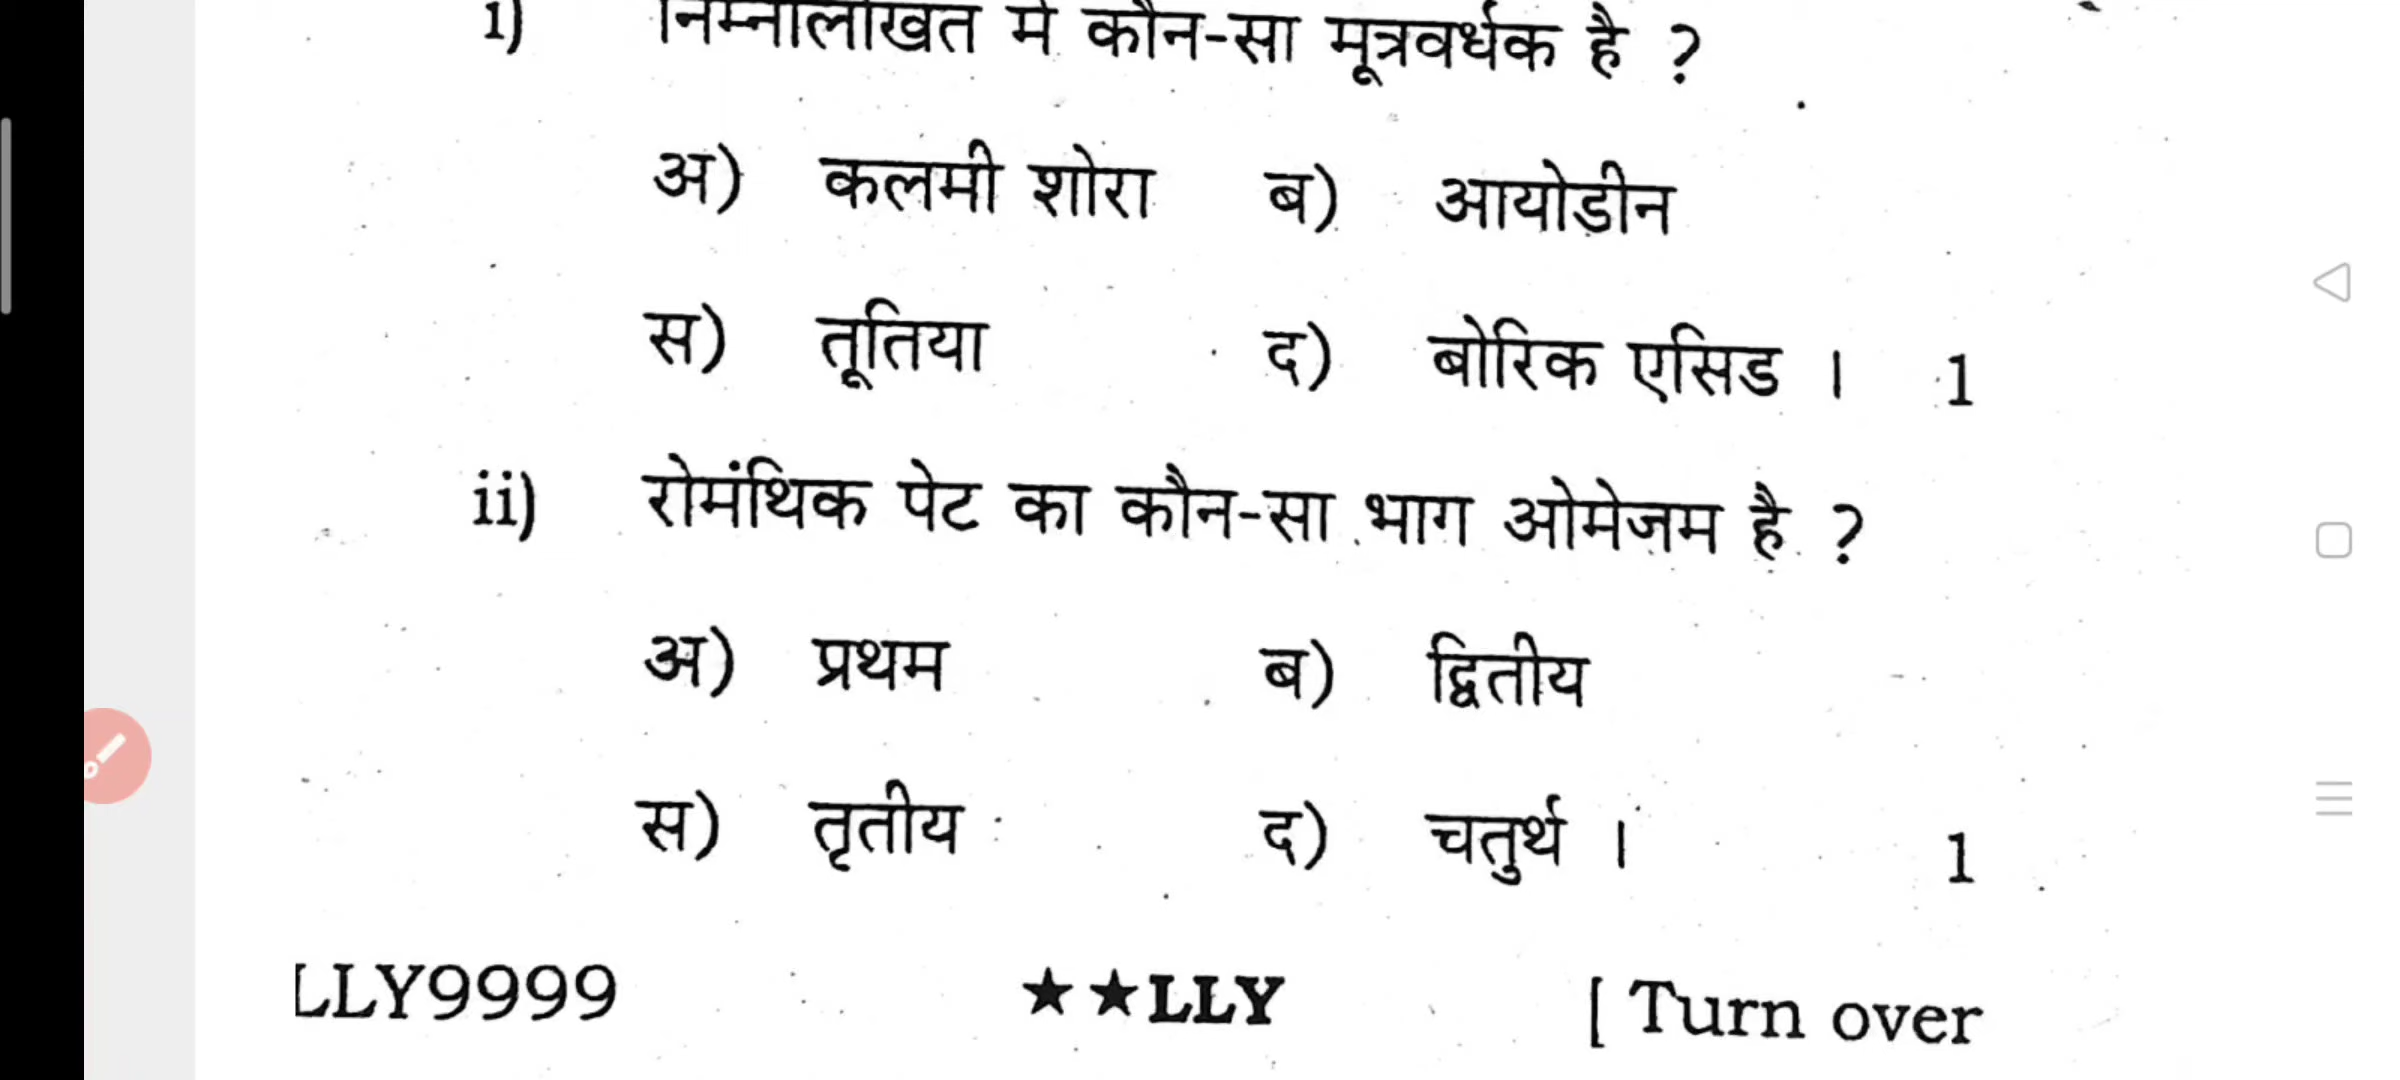 i) निम्नलिखित में कौन-सा मूत्रवर्धक है ?
अ) कलमी शोरा ब) आयोडीन
स) तूतिया द) बोरिक एसिड । 1
ii) रोमंथिक पेट का कौन-सा भाग ओमेजम है ?
अ) प्रथम ब) द्वितीय
स) तृतीय द) चतुर्थ । 1
LLY9999 ★★LLY [ Turn over